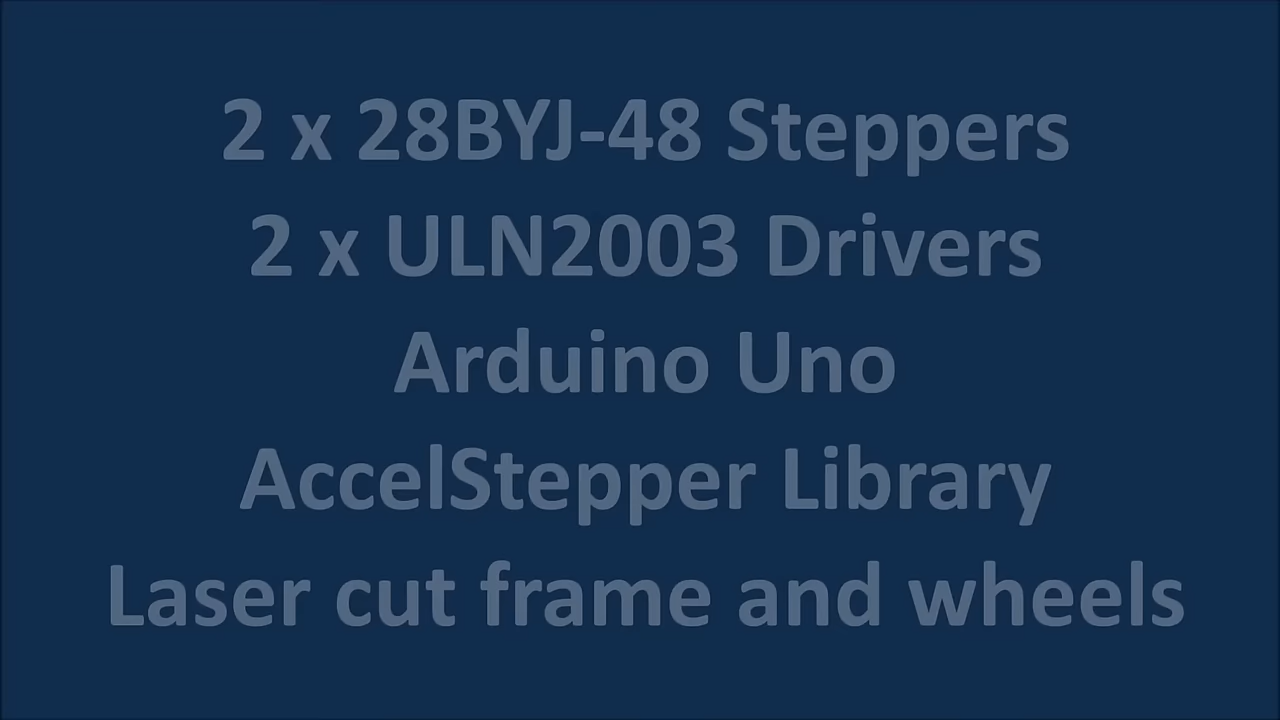 2 x 28BYJ-48 Steppers
2 x ULN2003 Drivers
Arduino Uno
AccelStepper Library
Laser cut frame and wheels